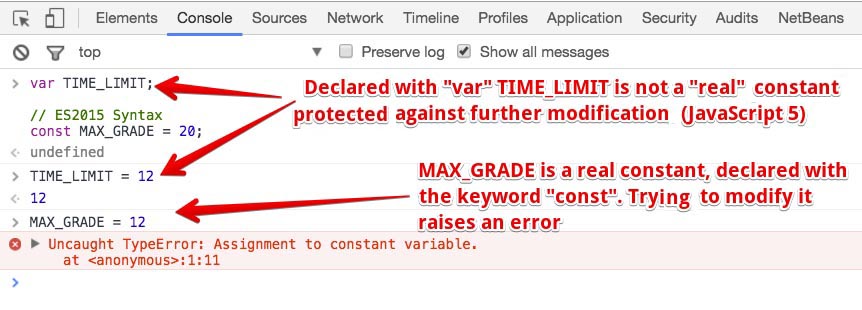 Elements Console Sources Network Timeline Profiles Application Security Audits NetBeans
top Preserve log Show all messages
> var TIME_LIMIT;
Declared with "var" TIME_LIMIT is not a "real" constant
protected against further modification (JavaScript 5)
// ES2015 Syntax
const MAX_GRADE = 20;
undefined
> TIME_LIMIT = 12
12
MAX_GRADE is a real constant, declared with
the keyword "const". Trying to modify it
raises an error
> MAX_GRADE = 12
Uncaught TypeError: Assignment to constant variable.
at <anonymous>:1:11
>